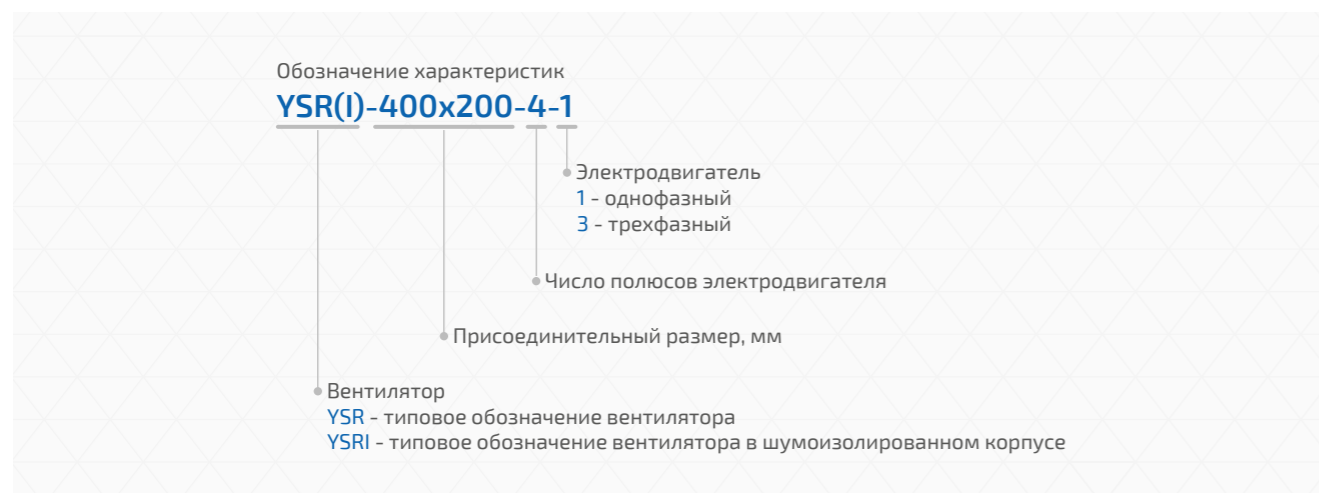 Обозначение характеристик
YSR(I)-400x200-4-1
Электродвигатель
1 - однофазный
3 - трехфазный
Число полюсов электродвигателя
Присоединительный размер, мм
Вентилятор
YSR - типовое обозначение вентилятора
YSRI - типовое обозначение вентилятора в шумоизолированном корпусе